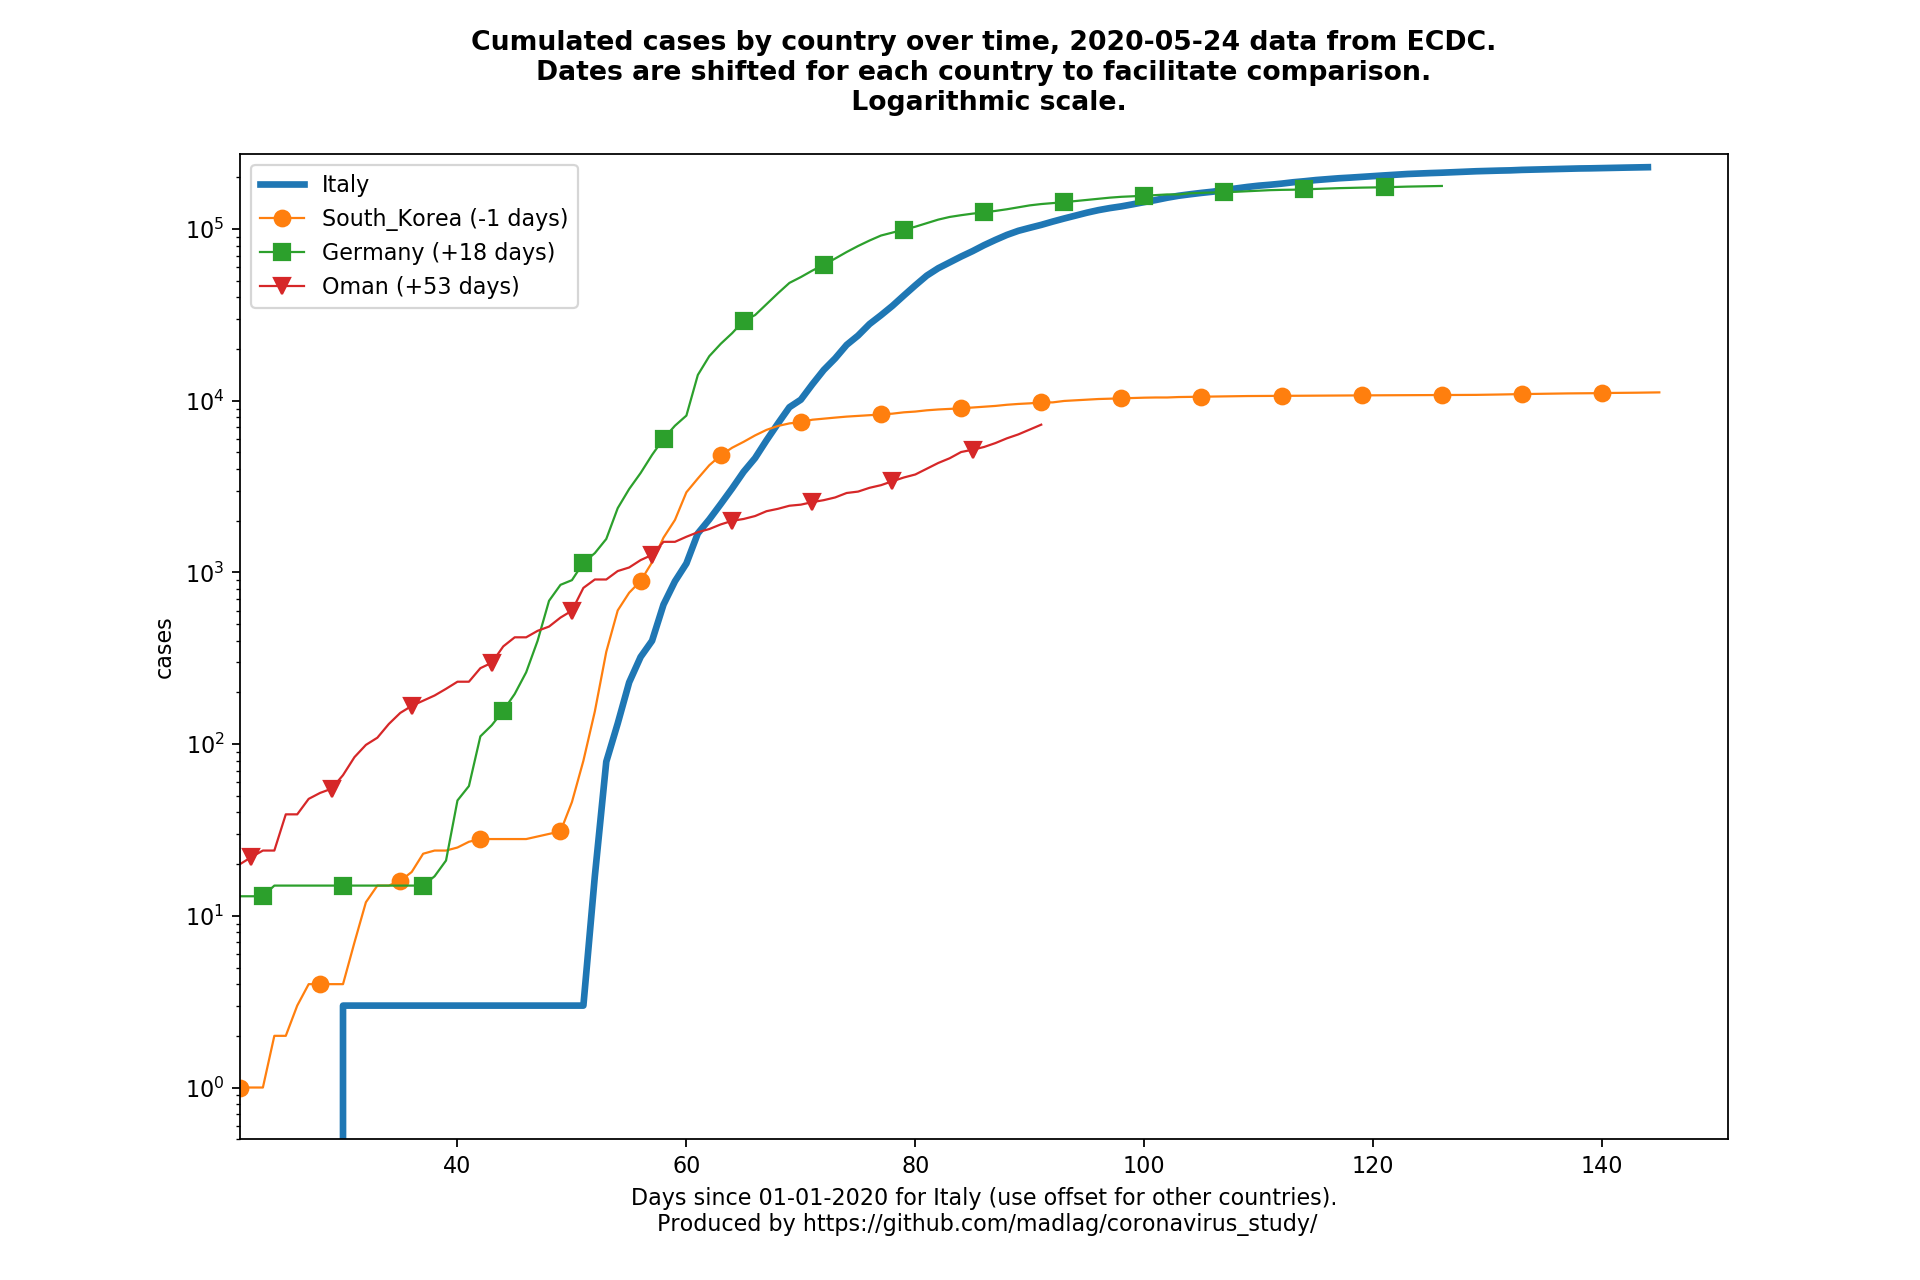 Cumulated cases by country over time, 2020-05-24 data from ECDC.
Dates are shifted for each country to facilitate comparison.
Logarithmic scale.
Italy
South_Korea (-1 days)
Germany (+18 days)
Oman (+53 days)
10^5
10^4
10^3
10^2
10^1
10^0
cases
40 60 80 100 120 140
Days since 01-01-2020 for Italy (use offset for other countries).
Produced by https://github.com/madlag/coronavirus_study/